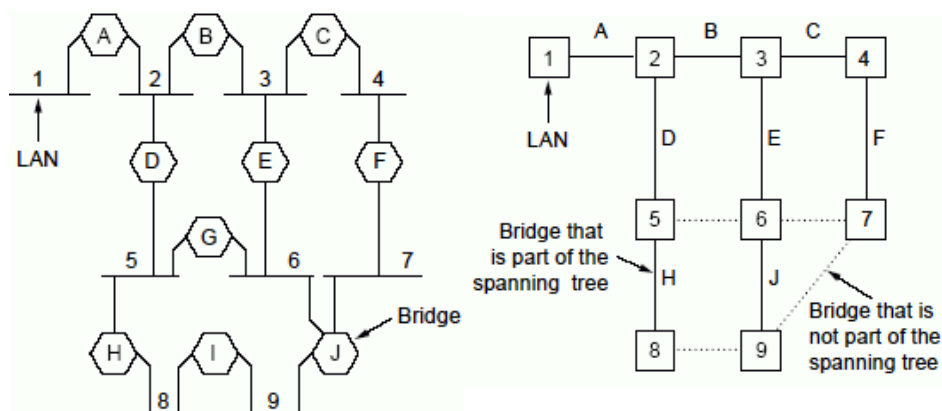 A B C
1 2 3 4
LAN
D E F
G
5 6 7
Bridge
H I J
8 9
A B C
1 2 3 4
LAN
D E F
5 6 7
Bridge that
is part of the
spanning tree
H J
Bridge that is
not part of the
spanning tree
8 9